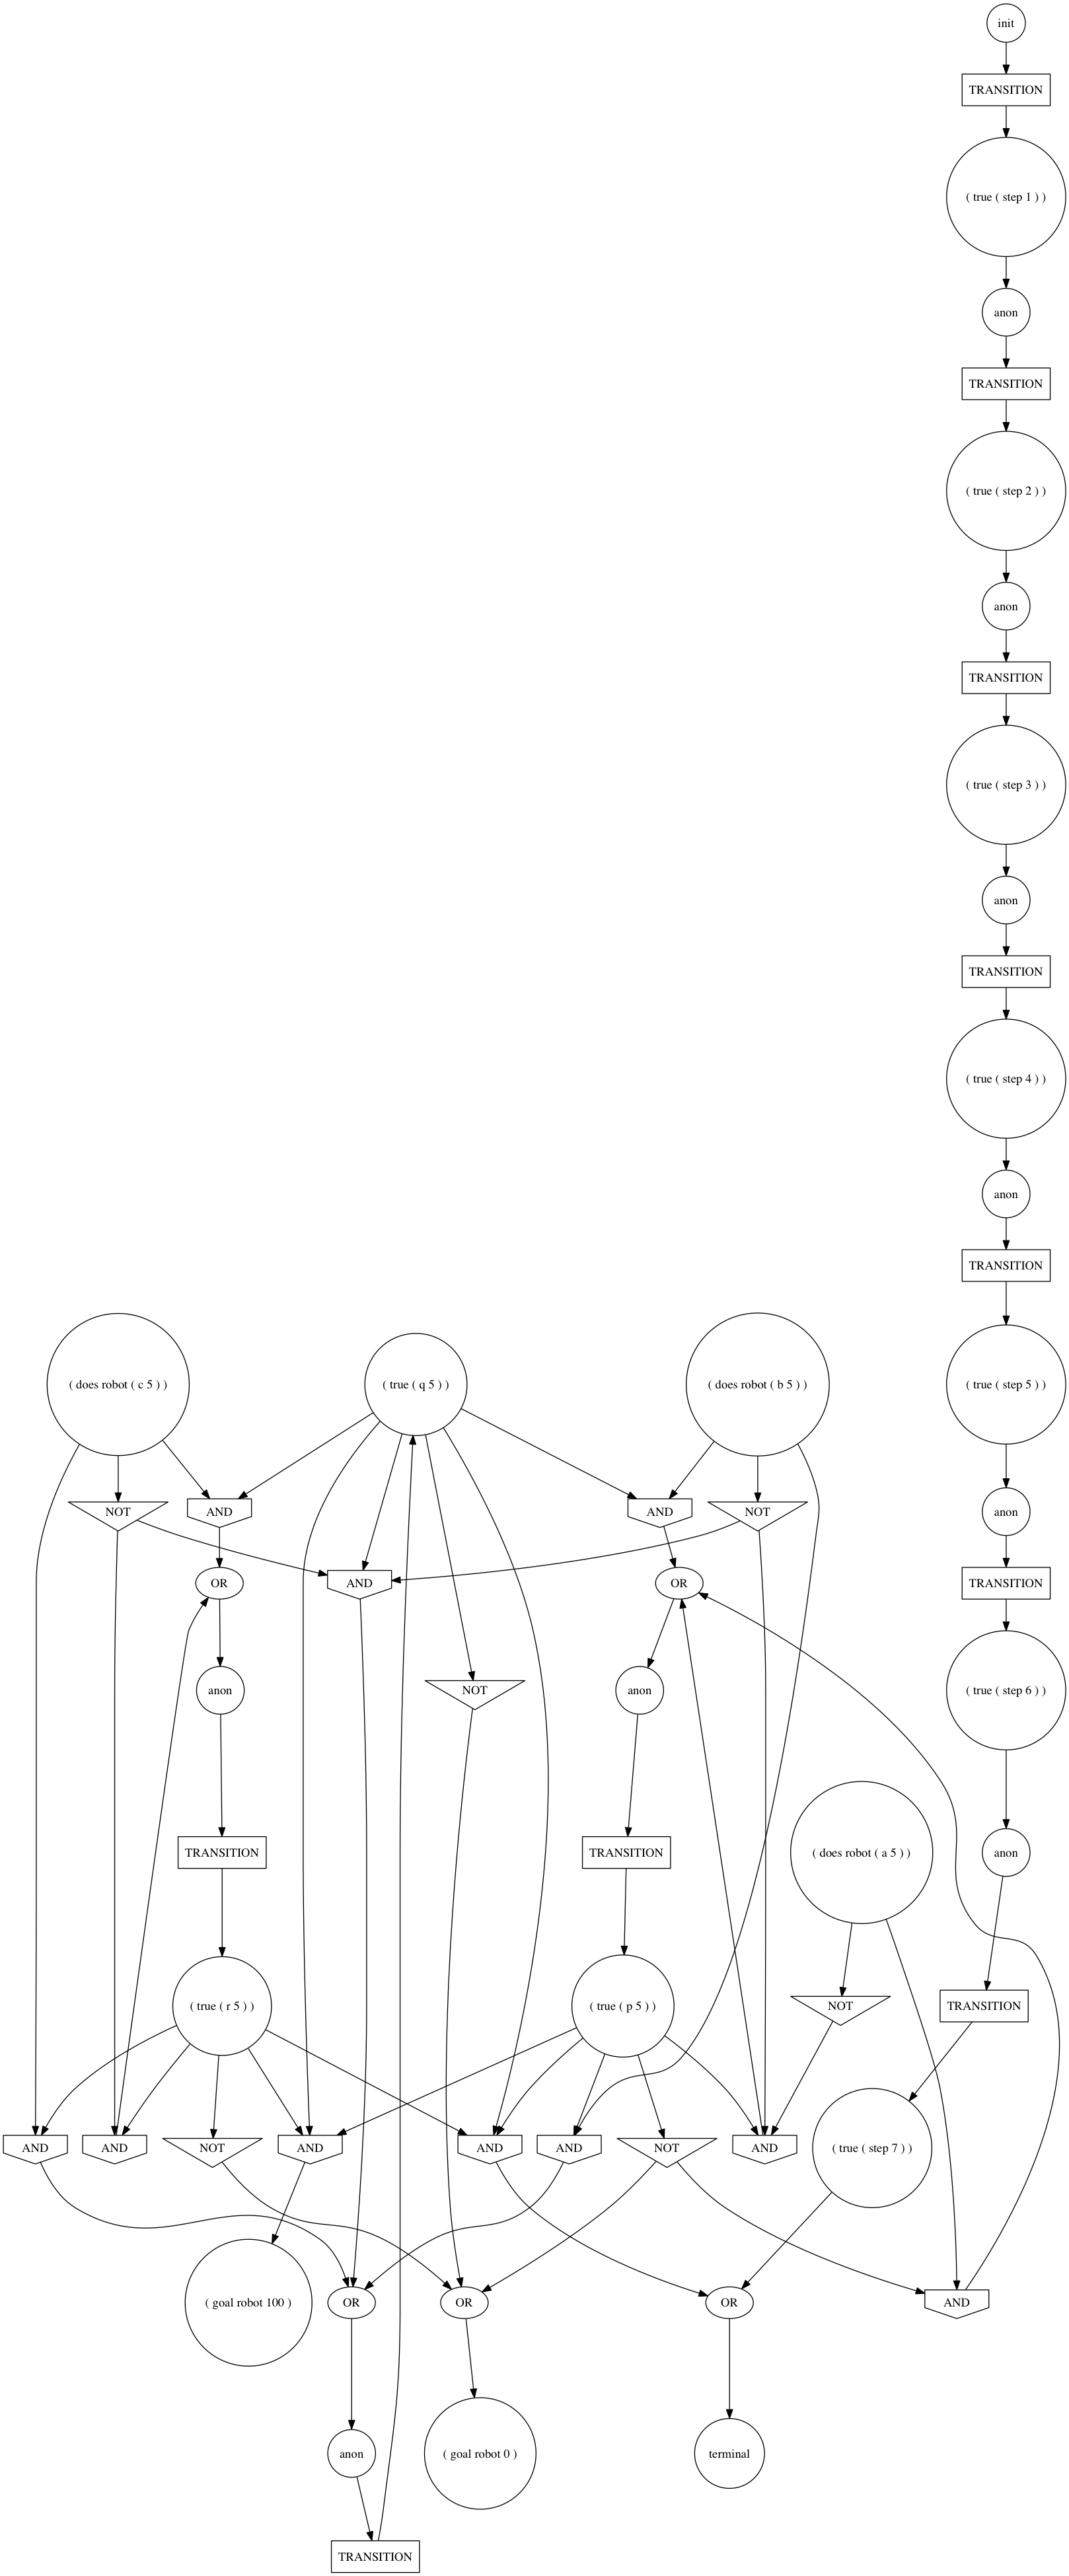 init
TRANSITION
( true ( step 1 ) )
anon
TRANSITION
( true ( step 2 ) )
anon
TRANSITION
( true ( step 3 ) )
anon
TRANSITION
( true ( step 4 ) )
anon
TRANSITION
( does robot ( c 5 ) )
( true ( q 5 ) )
( does robot ( b 5 ) )
( true ( step 5 ) )
NOT
AND
AND
NOT
anon
OR
AND
OR
TRANSITION
anon
NOT
anon
( true ( step 6 ) )
TRANSITION
TRANSITION
( does robot ( a 5 ) )
anon
( true ( r 5 ) )
( true ( p 5 ) )
NOT
TRANSITION
AND
AND
NOT
AND
AND
AND
NOT
AND
( true ( step 7 ) )
( goal robot 100 )
OR
OR
OR
AND
anon
( goal robot 0 )
terminal
TRANSITION